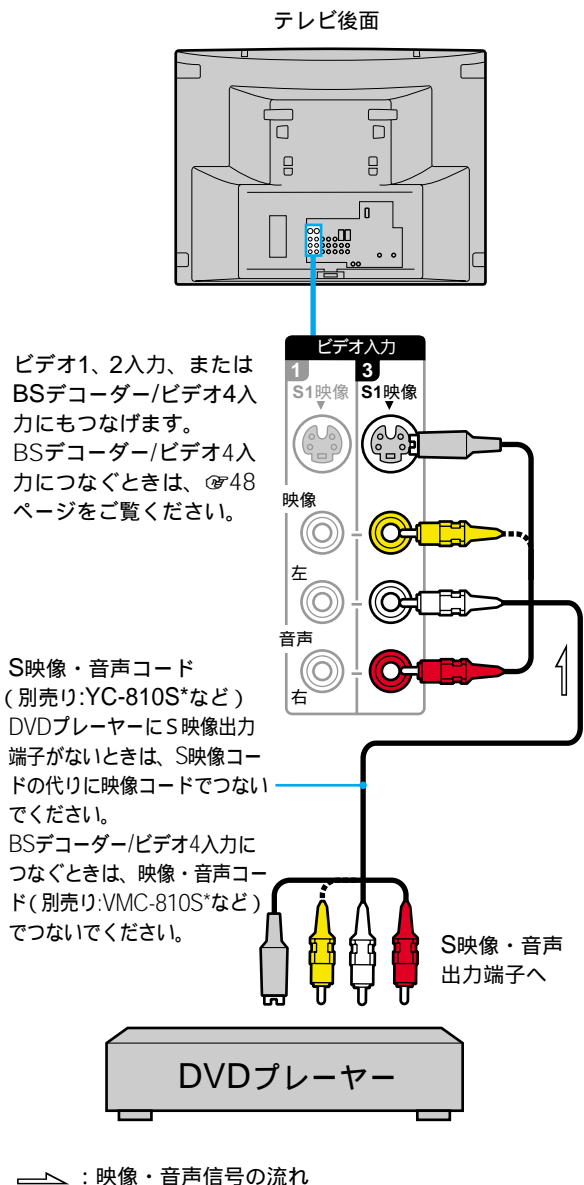 テレビ後面
ビデオ入力
1
3
S1映像
S1映像
ビデオ1、2入力、または
BSデコーダー/ビデオ4入
力にもつなげます。
BSデコーダー/ビデオ4入
力につなぐときは、☞48
ページをご覧ください。
映像
左
音声
右
S映像・音声コード
(別売り:YC-810S*など)
DVDプレーヤーにS映像出力
端子がないときは、S映像コー
ドの代りに映像コードでつない
でください。
BSデコーダー/ビデオ4入力に
つなぐときは、映像・音声コー
ド(別売り:VMC-810S*など)
でつないでください。
S映像・音声
出力端子へ
DVDプレーヤー
：映像・音声信号の流れ